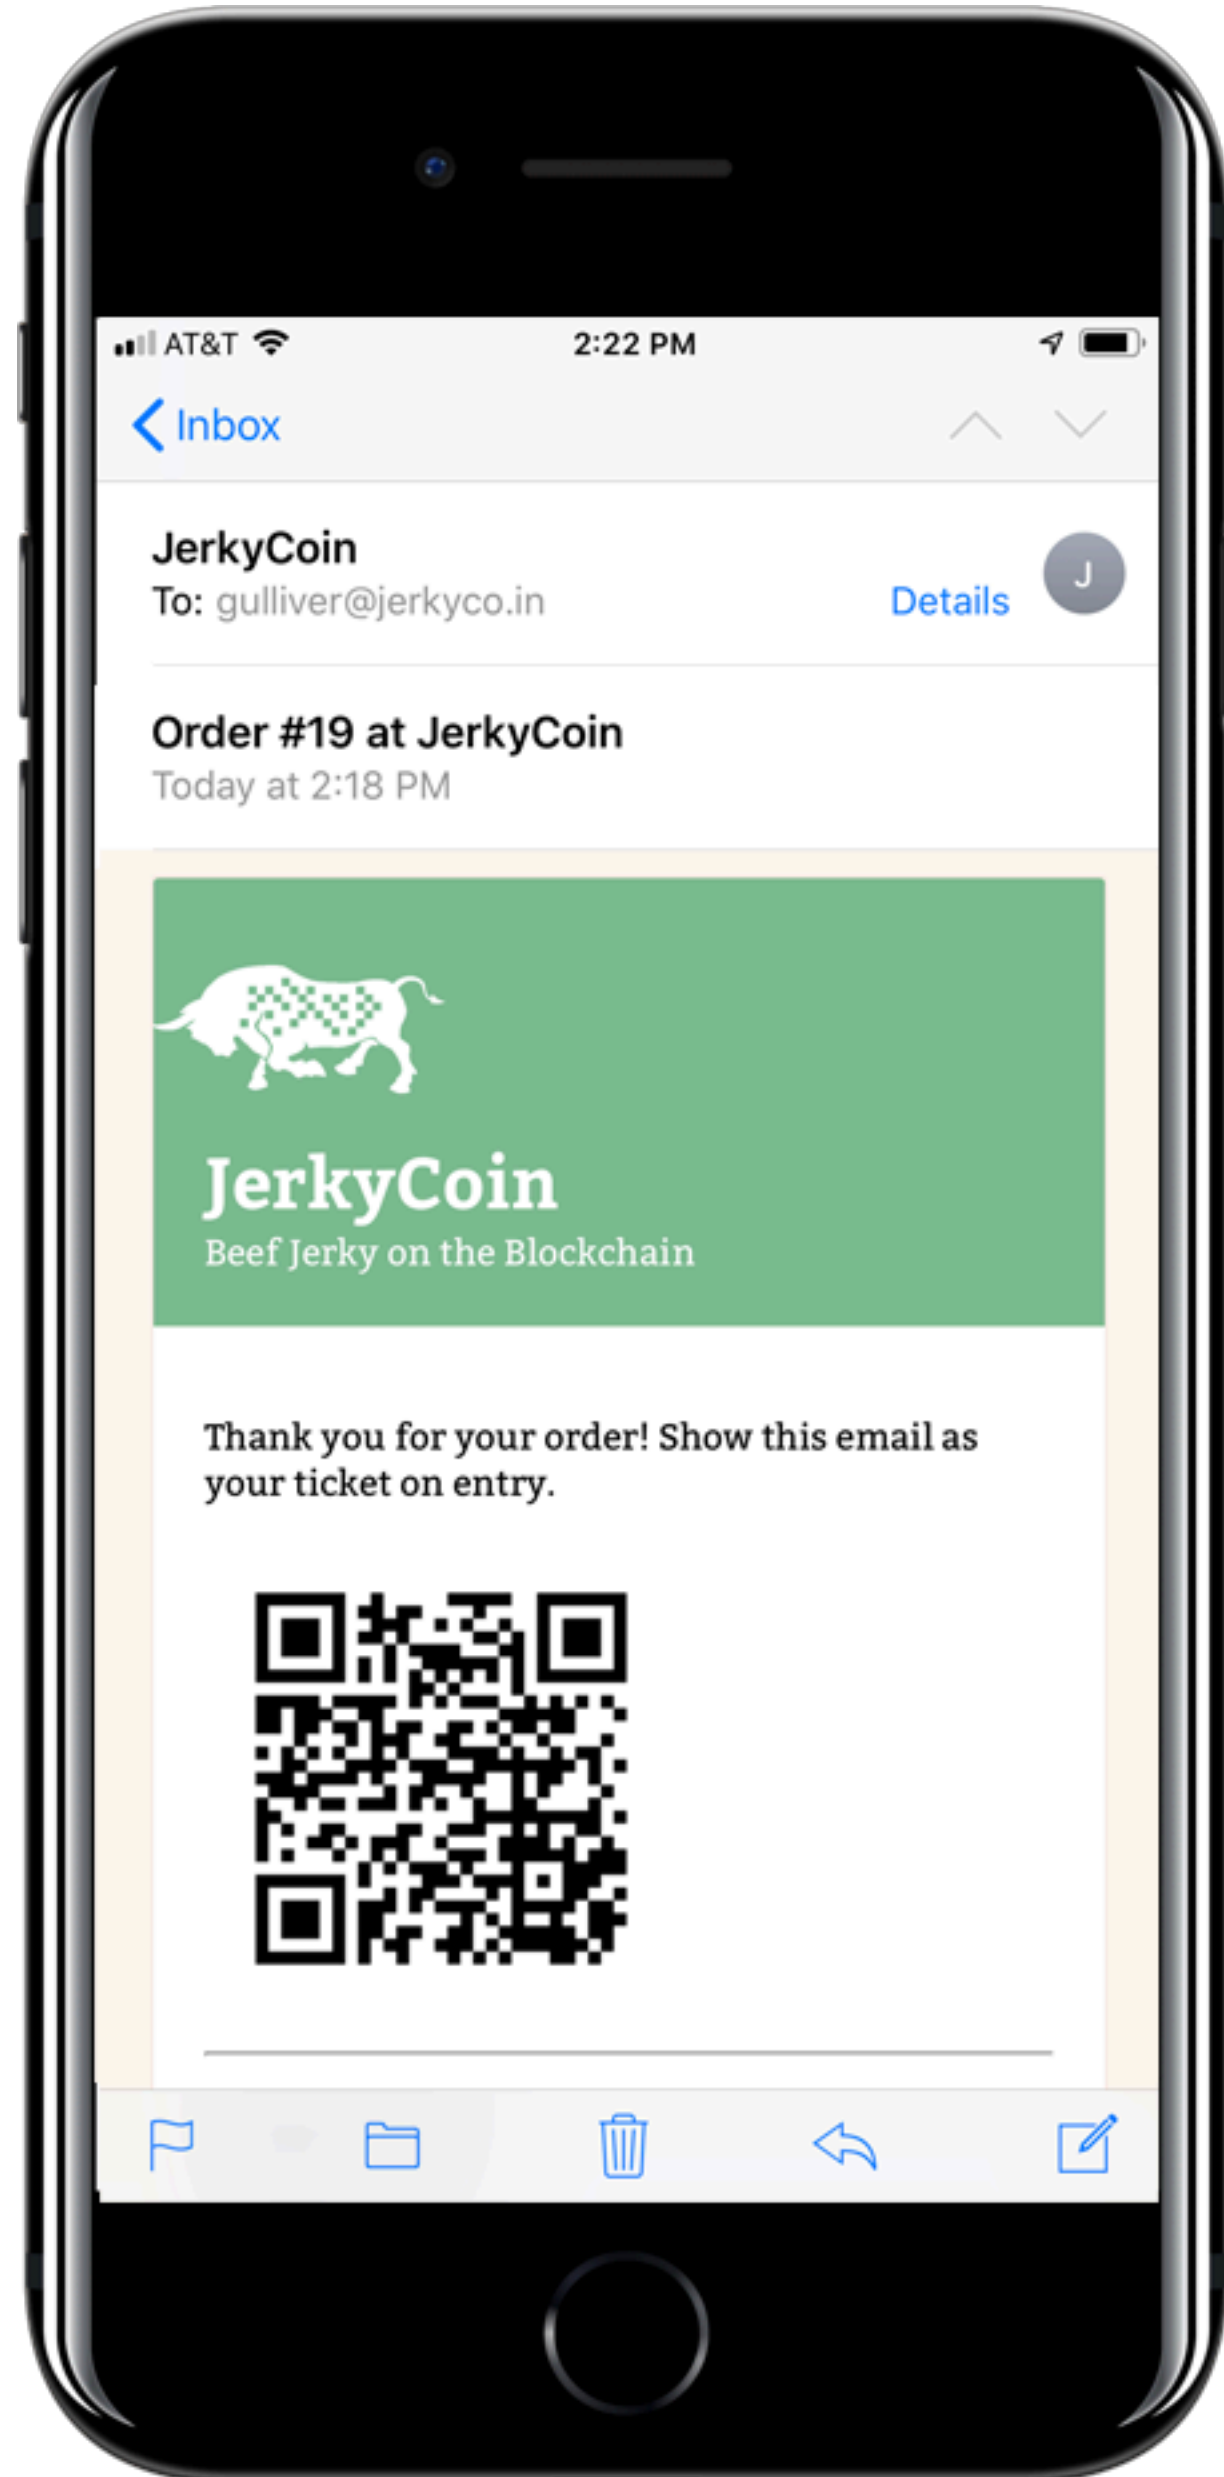 AT&T
2:22 PM
Inbox
JerkyCoin
To: gulliver@jerkyco.in
Details
J
Order #19 at JerkyCoin
Today at 2:18 PM
JerkyCoin
Beef Jerky on the Blockchain
Thank you for your order! Show this email as
your ticket on entry.